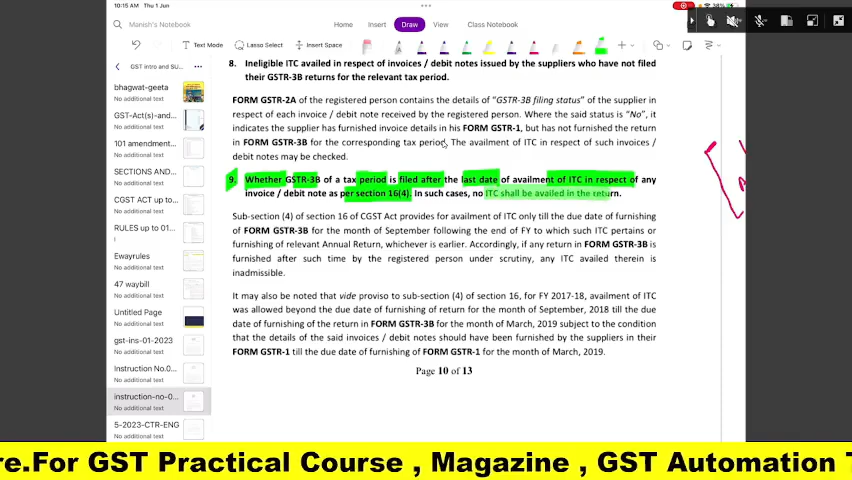 10:15 AM Thu 1 Jun
38%
Manish's Notebook
Home
Insert
Draw
View
Class Notebook
Text Mode
Lasso Select
Insert Space
GST intro and SU...
bhagwat-geeta
No additional text
GST-Act(s)-and...
No additional text
101 amendment...
No additional text
SECTIONS AND...
No additional text
CGST ACT up to...
No additional text
RULES up to 01...
Ewayrules
No additional text
47 waybill
No additional text
Untitled Page
No additional text
gst-ins-01-2023
No additional text
Instruction No.0...
No additional text
instruction-no-0...
No additional text
5-2023-CTR-ENG
No additional text
8. Ineligible ITC availed in respect of invoices / debit notes issued by the suppliers who have not filed
their GSTR-3B returns for the relevant tax period.
FORM GSTR-2A of the registered person contains the details of “GSTR-3B filing status” of the supplier in
respect of each invoice / debit note received by the registered person. Where the said status is “No”, it
indicates the supplier has furnished invoice details in his FORM GSTR-1, but has not furnished the return
in FORM GSTR-3B for the corresponding tax period. The availment of ITC in respect of such invoices /
debit notes may be checked.
9. Whether GSTR-3B of a tax period is filed after the last date of availment of ITC in respect of any
invoice / debit note as per section 16(4). In such cases, no ITC shall be availed in the return.
Sub-section (4) of section 16 of CGST Act provides for availment of ITC only till the due date of furnishing
of FORM GSTR-3B for the month of September following the end of FY to which such ITC pertains or
furnishing of relevant Annual Return, whichever is earlier. Accordingly, if any return in FORM GSTR-3B is
furnished after such time by the registered person under scrutiny, any ITC availed therein is
inadmissible.
It may also be noted that vide proviso to sub-section (4) of section 16, for FY 2017-18, availment of ITC
was allowed beyond the due date of furnishing of return for the month of September, 2018 till the due
date of furnishing of the return in FORM GSTR-3B for the month of March, 2019 subject to the condition
that the details of the said invoices / debit notes should have been furnished by the suppliers in their
FORM GSTR-1 till the due date of furnishing of FORM GSTR-1 for the month of March, 2019.
Page 10 of 13
re.For GST Practical Course , Magazine , GST Automation T